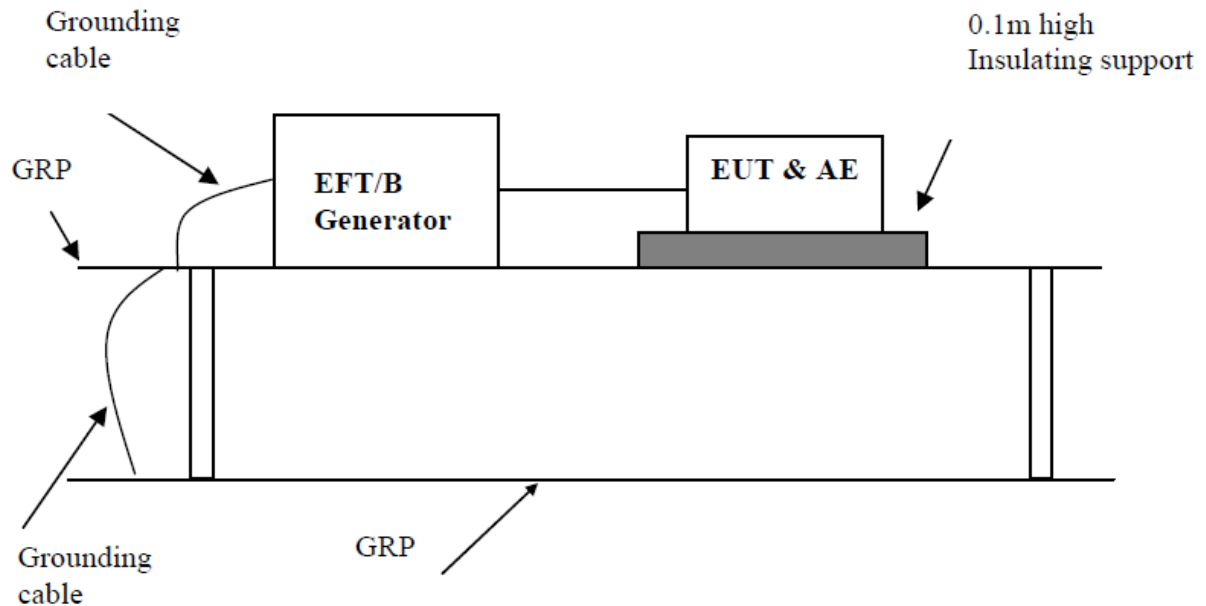 Grounding
cable
0.1m high
Insulating support
GRP
EFT/B
Generator
EUT & AE
Grounding
cable
GRP